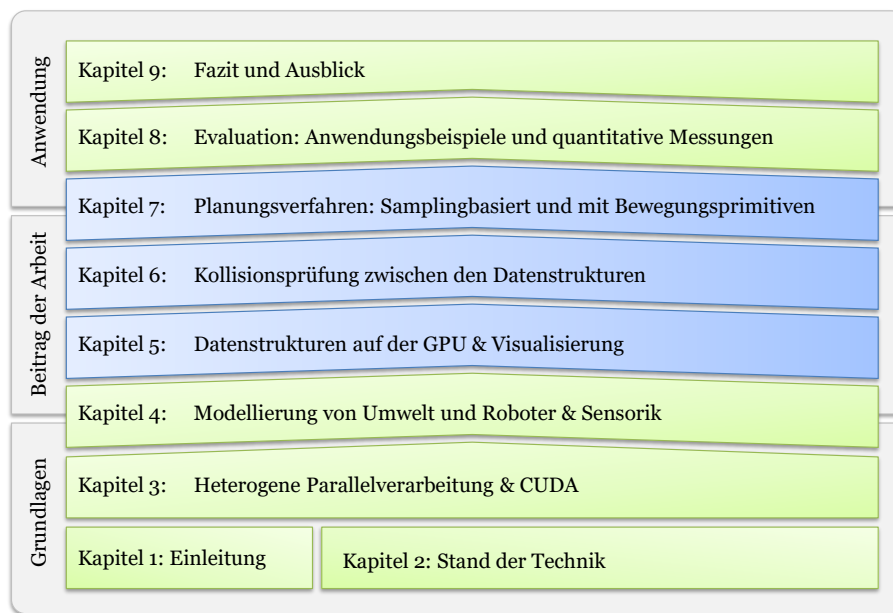 Anwendung
Kapitel 9: Fazit und Ausblick
Kapitel 8: Evaluation: Anwendungsbeispiele und quantitative Messungen
Beitrag der Arbeit
Kapitel 7: Planungsverfahren: Samplingbasiert und mit Bewegungsprimitiven
Kapitel 6: Kollisionsprüfung zwischen den Datenstrukturen
Kapitel 5: Datenstrukturen auf der GPU & Visualisierung
Kapitel 4: Modellierung von Umwelt und Roboter & Sensorik
Grundlagen
Kapitel 3: Heterogene Parallelverarbeitung & CUDA
Kapitel 1: Einleitung
Kapitel 2: Stand der Technik